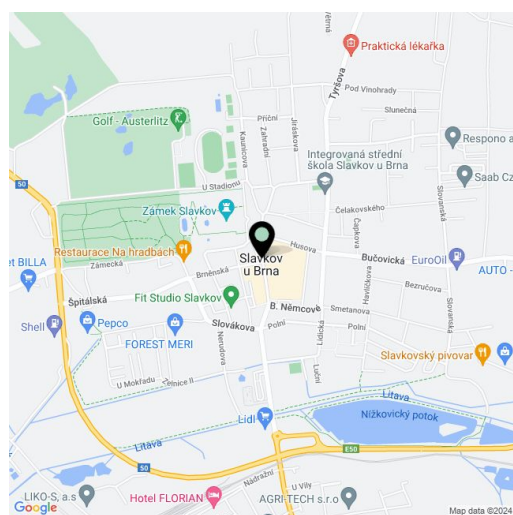 Větrná
Praktická lékařka
Tyršova
Pod Vinohrady
Golf - Austerlitz
Příční
Slunečná
Kaunicova
Zahradní
Jiráskova
Respono a
Integrovaná střední
škola Slavkov u Brna
Saab Cz
Slovanská
50
U Stadionu
Zámek Slavkov
Čelakovského
Čapkova
Husova
Restaurace Na hradbách
Slavkov
u Brna
Bučovická
EuroOil
et BILLA
Zámecká
Brněnská
AUTO -
Bezručova
Havlíčkova
Špitálská
Fit Studio Slavkov
B. Němcové
Smetanova
Shell
Pepco
Slovákova
Polní
Polní
Lidická
Slovanská
FOREST MERI
Nerudova
Slavkovský pivovar
U Mokřadu
Zelnice II
Luční
Litava
Lidl
Nížkovický potok
Litava
E50
50
Nádražní
LIKO-S, a.s
U Vily
Hotel FLORIAN
AGRI-TECH s.r.o
Google
Map data ©2024